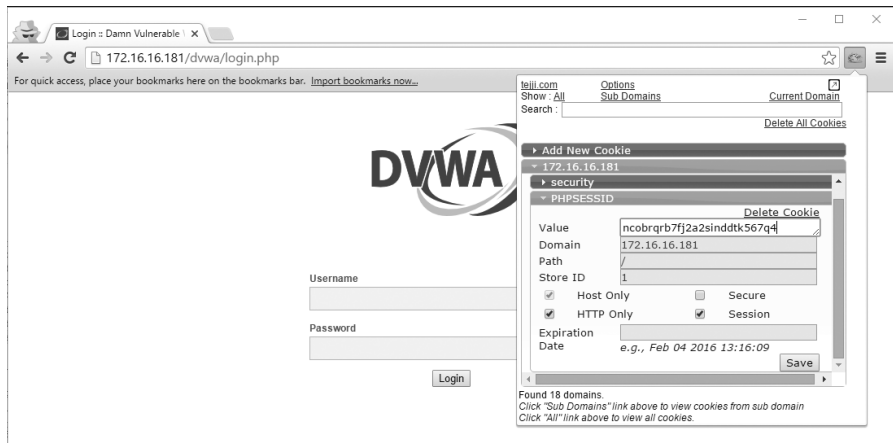 Login :: Damn Vulnerable
172.16.16.181/dvwa/login.php
For quick access, place your bookmarks here on the bookmarks bar. Import bookmarks now...
tejji.com Options
Show : All Sub Domains Current Domain
Search :
Delete All Cookies
Add New Cookie
172.16.16.181
security
PHPSESSID
Delete Cookie
Value ncobrqrb7fj2a2sinddtk567q4
Domain 172.16.16.181
Path /
Store ID 1
Host Only Secure
HTTP Only Session
Expiration
Date e.g., Feb 04 2016 13:16:09
Save
Found 18 domains.
Click "Sub Domains" link above to view cookies from sub domain
Click "All" link above to view all cookies.
DVWA
Username
Password
Login